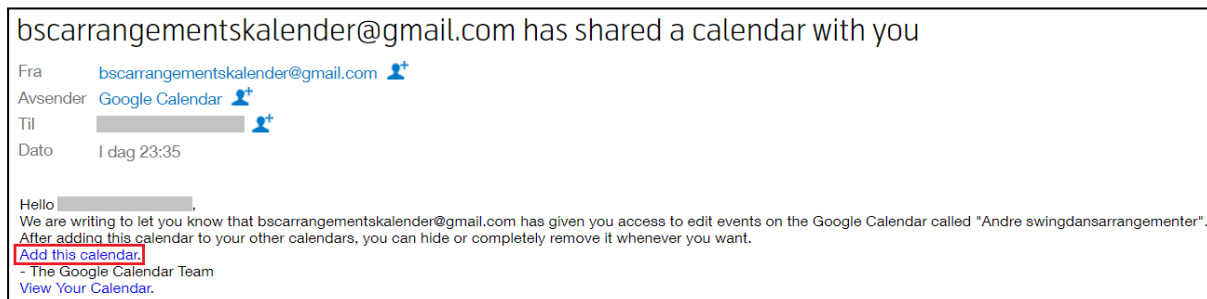 bscarrangementskalender@gmail.com has shared a calendar with you
Fra bscarrangementskalender@gmail.com
Avsender Google Calendar
Til
Dato I dag 23:35
Hello ,
We are writing to let you know that bscarrangementskalender@gmail.com has given you access to edit events on the Google Calendar called "Andre swingdansarrangementer".
After adding this calendar to your other calendars, you can hide or completely remove it whenever you want.
Add this calendar.
- The Google Calendar Team
View Your Calendar.